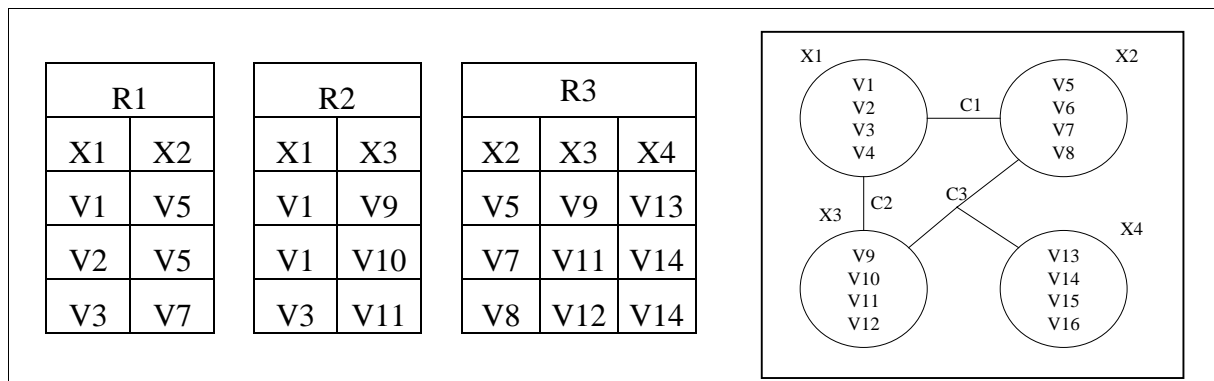 R1
X1 X2
V1 V5
V2 V5
V3 V7
R2
X1 X3
V1 V9
V1 V10
V3 V11
R3
X2 X3 X4
V5 V9 V13
V7 V11 V14
V8 V12 V14
X1
V1
V2
V3
V4
C1
X2
V5
V6
V7
V8
C2
C3
X3
V9
V10
V11
V12
X4
V13
V14
V15
V16